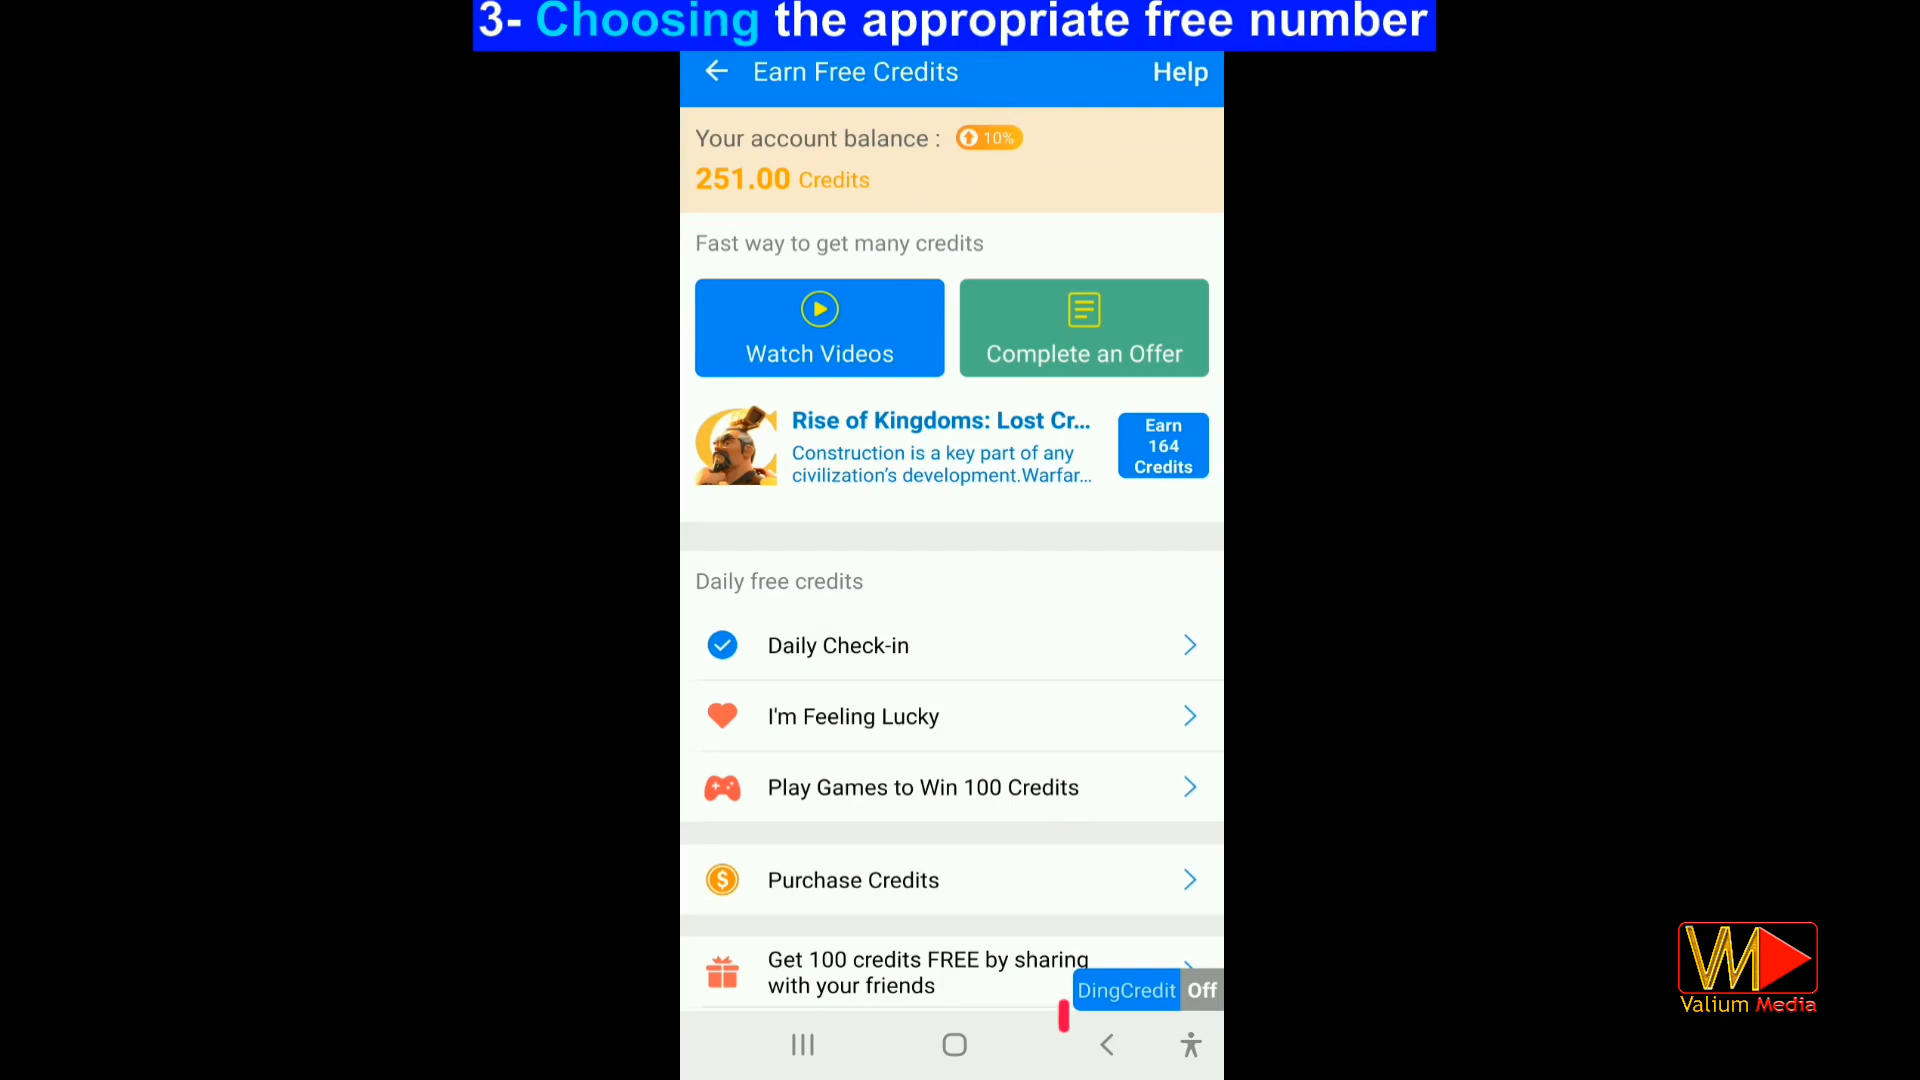 3- Choosing the appropriate free number
Earn Free Credits
Help
Your account balance :
10%
251.00 Credits
Fast way to get many credits
Watch Videos
Complete an Offer
Rise of Kingdoms: Lost Cr...
Construction is a key part of any
civilization’s development.Warfar...
Earn
164
Credits
Daily free credits
Daily Check-in
I'm Feeling Lucky
Play Games to Win 100 Credits
Purchase Credits
Get 100 credits FREE by sharing
with your friends
DingCredit Off
VM
Valium Media